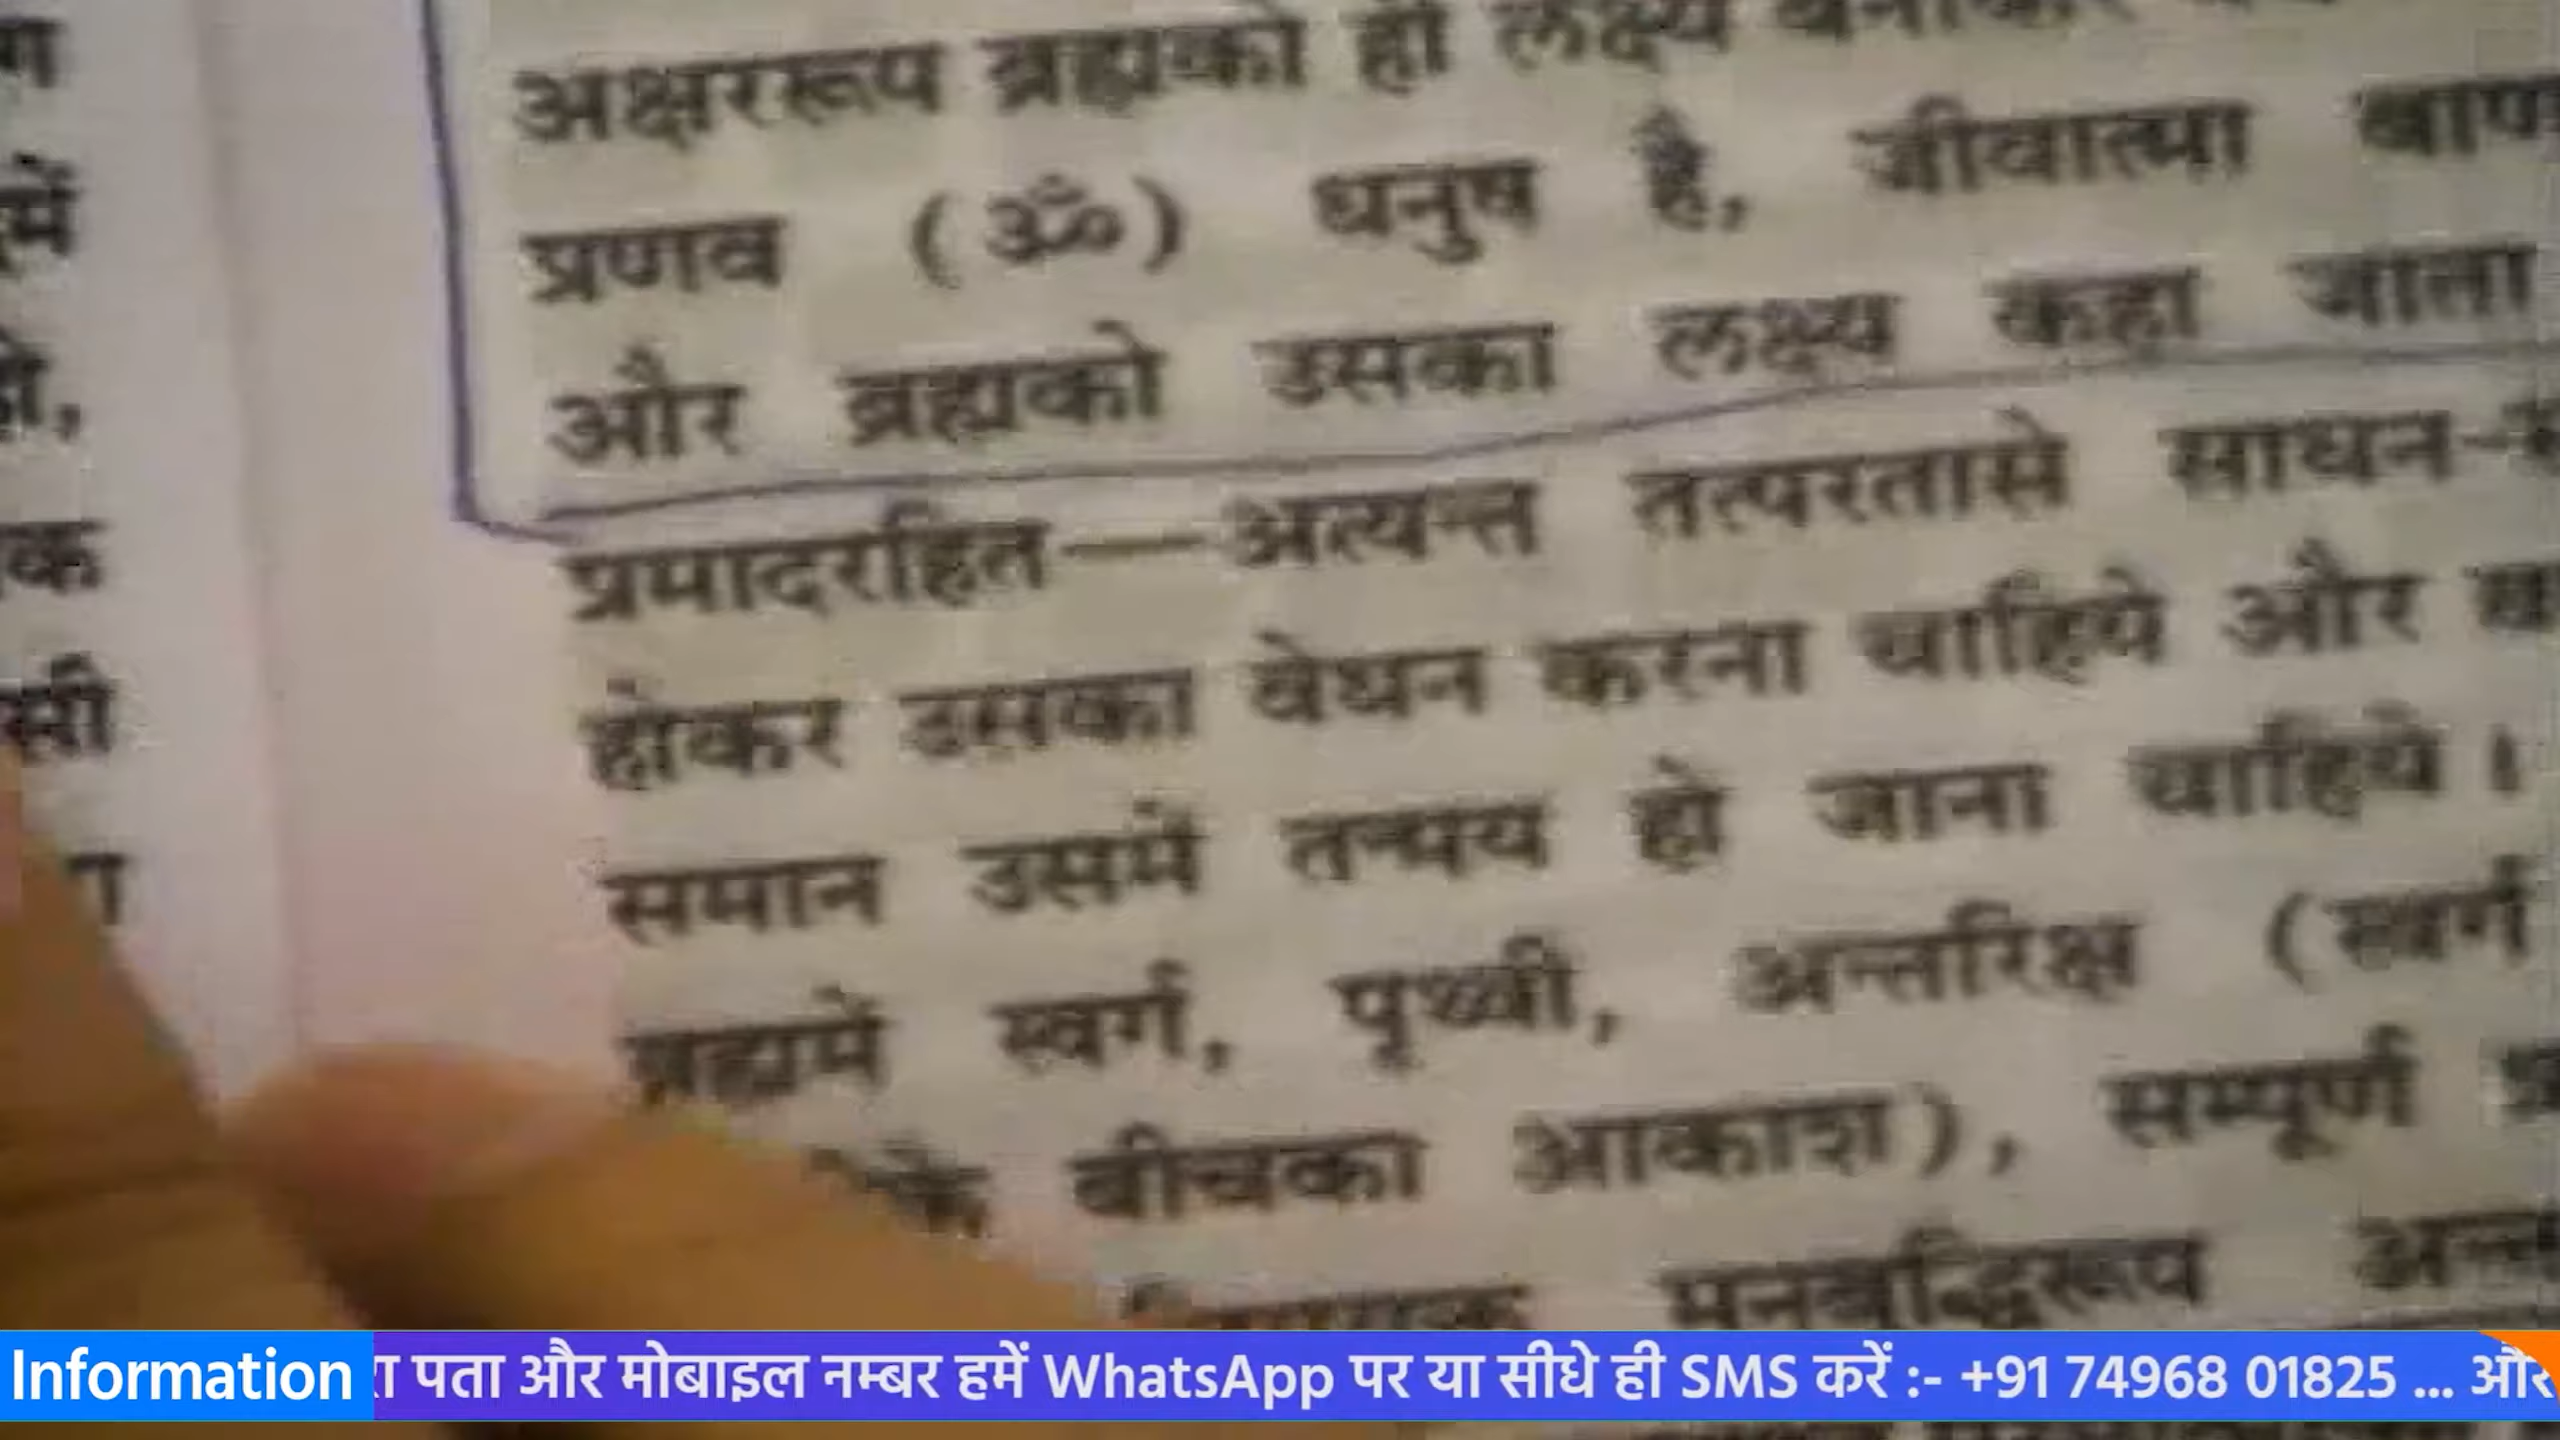 अक्षररूप ब्रह्मको ही लक्ष्य बनाकर
प्रणव (ॐ) धनुष है, जीवात्मा
और ब्रह्मको उसका लक्ष्य कहा जाता
प्रमादरहित—अत्यन्त तत्परतासे साधन-
होकर उसका वेधन करना चाहिये और
समान उसमें तन्मय हो जाना चाहिये।
ब्रह्ममें स्वर्ग, पृथ्वी, अन्तरिक्ष (स्वर्ग
बीचका आकाश), सम्पूर्ण
मनबुद्धिरूप
में
Information पता और मोबाइल नम्बर हमें WhatsApp पर या सीधे ही SMS करें :- +91 74968 01825 ... और